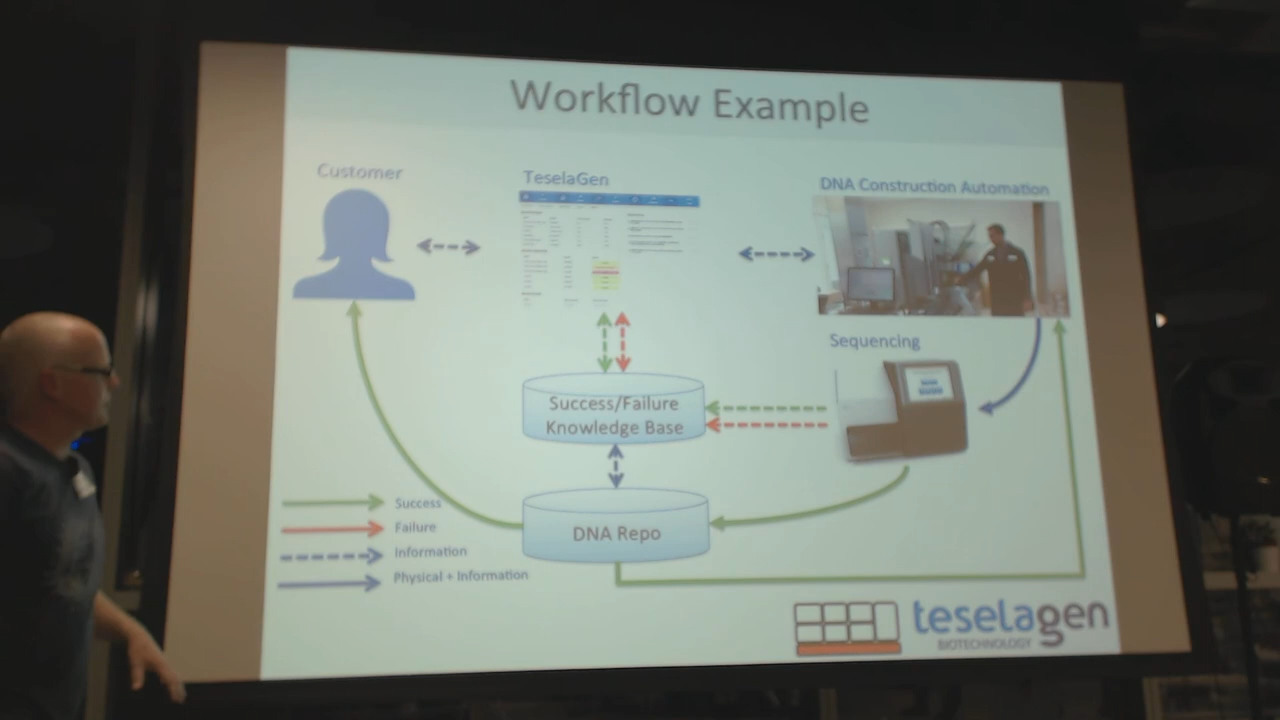 Workflow Example
Customer
TeselaGen
DNA Construction Automation
Sequencing
Success/Failure
Knowledge Base
DNA Repo
Success
Failure
Information
Physical + Information
teselagen
BIOTECHNOLOGY